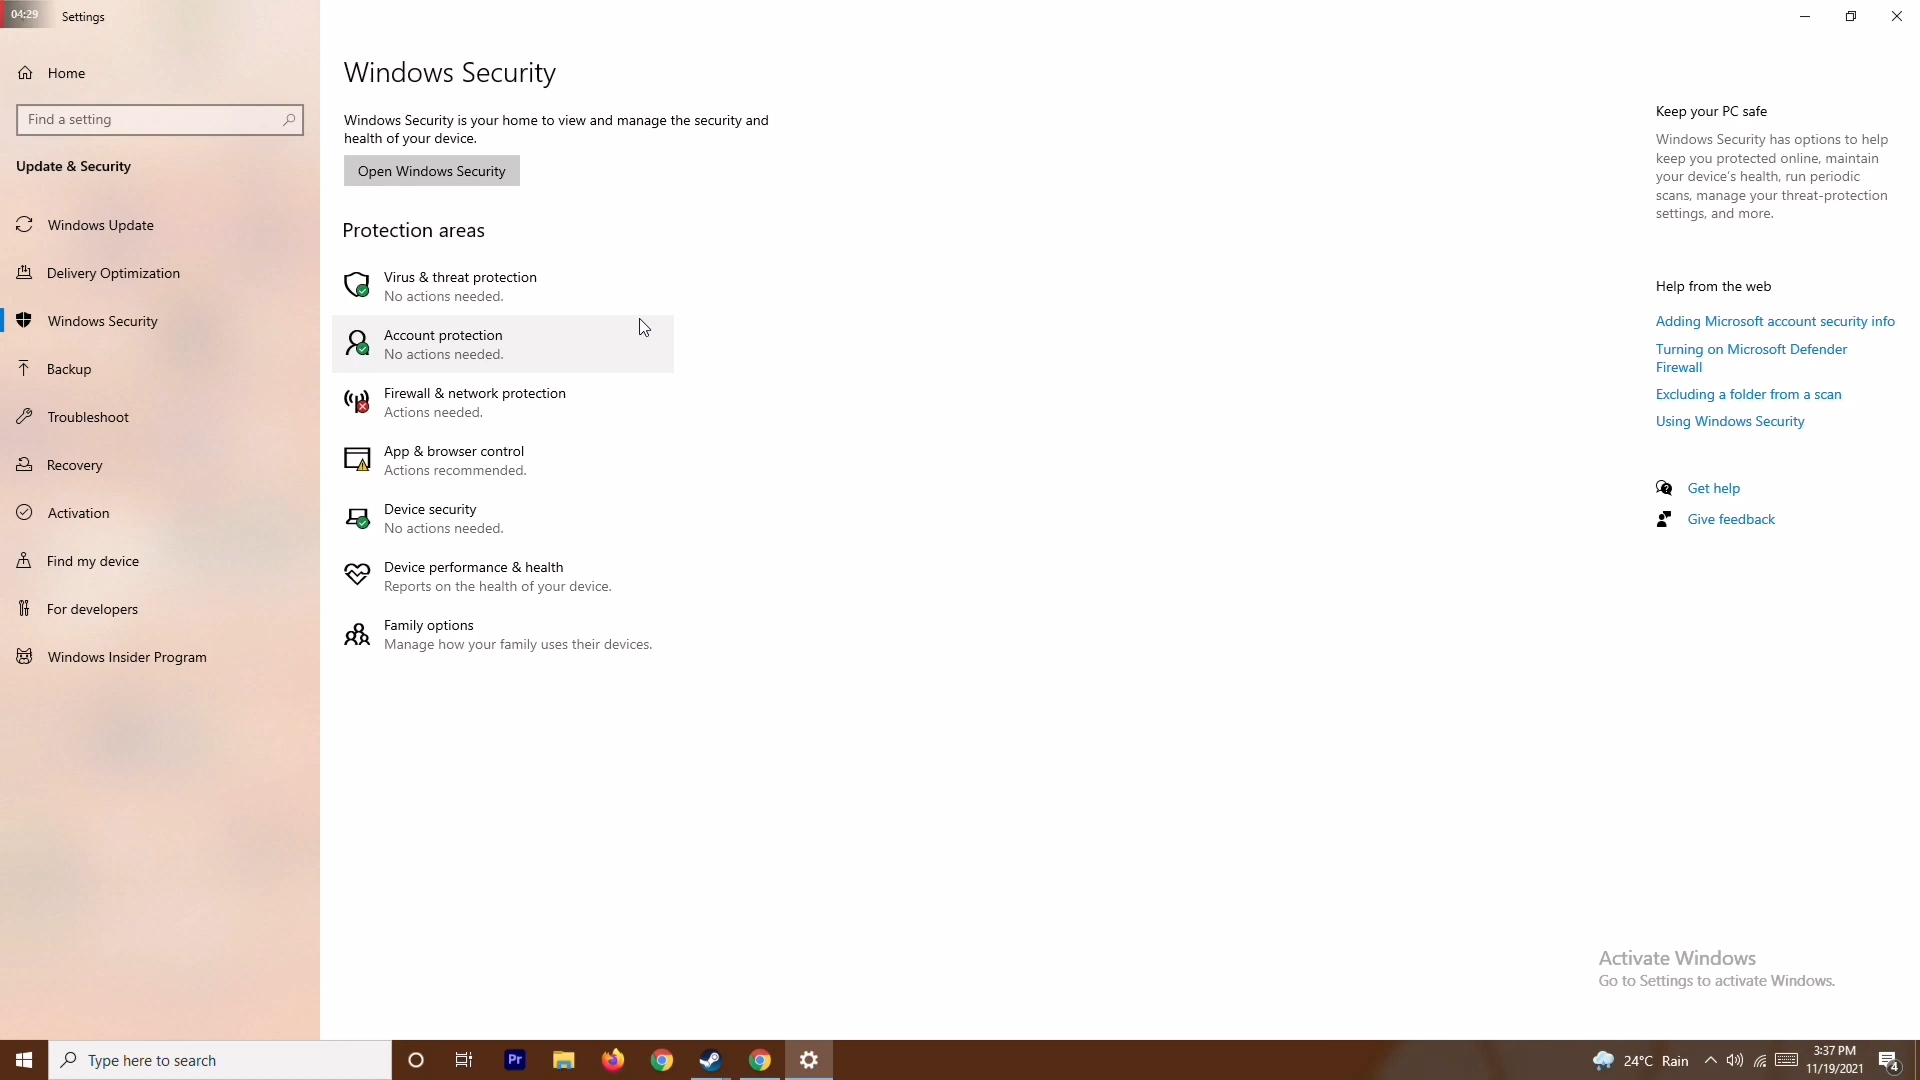 04:29
Settings
Home
Find a setting
Update & Security
Windows Update
Delivery Optimization
Windows Security
Backup
Troubleshoot
Recovery
Activation
Find my device
For developers
Windows Insider Program
Windows Security
Windows Security is your home to view and manage the security and
health of your device.
Open Windows Security
Protection areas
Virus & threat protection
No actions needed.
Account protection
No actions needed.
Firewall & network protection
Actions needed.
App & browser control
Actions recommended.
Device security
No actions needed.
Device performance & health
Reports on the health of your device.
Family options
Manage how your family uses their devices.
Keep your PC safe
Windows Security has options to help
keep you protected online, maintain
your device's health, run periodic
scans, manage your threat-protection
settings, and more.
Help from the web
Adding Microsoft account security info
Turning on Microsoft Defender
Firewall
Excluding a folder from a scan
Using Windows Security
Get help
Give feedback
Activate Windows
Go to Settings to activate Windows.
Type here to search
Pr
24°C Rain
3:37 PM
11/19/2021
4